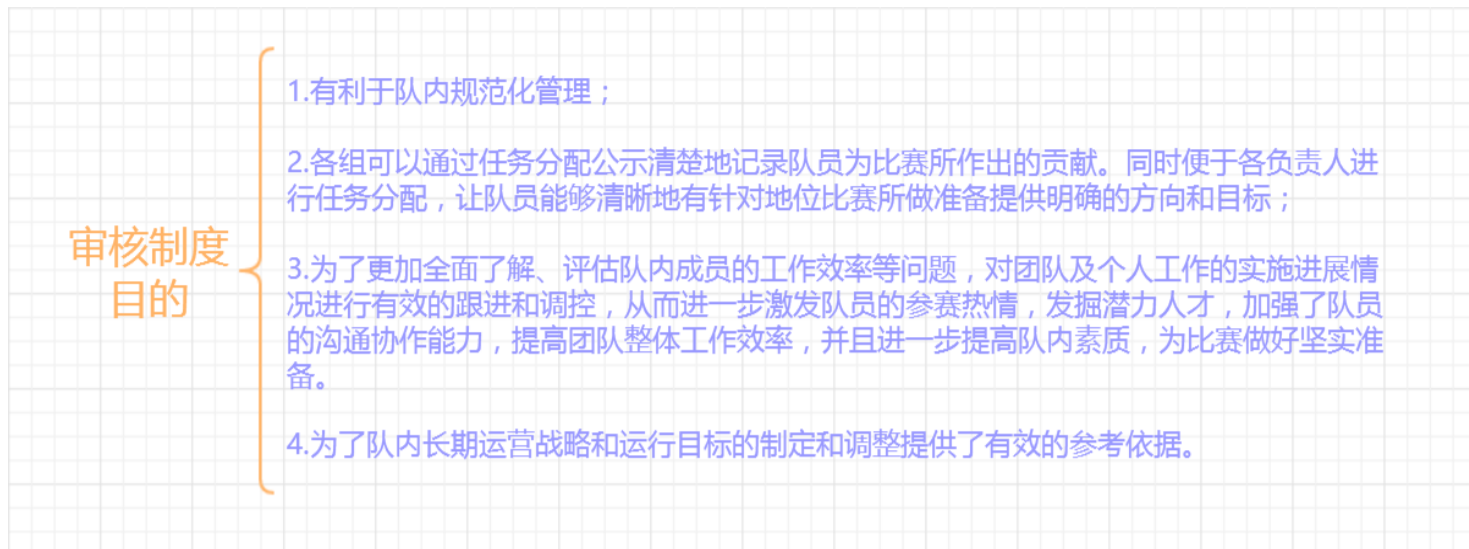 审核制度
目的
1.有利于队内规范化管理；
2.各组可以通过任务分配公示清楚地记录队员为比赛所作出的贡献。同时便于各负责人进
行任务分配，让队员能够清晰地有针对地位比赛所做准备提供明确的方向和目标；
3.为了更加全面了解、评估队内成员的工作效率等问题，对团队及个人工作的实施进展情
况进行有效的跟进和调控，从而进一步激发队员的参赛热情，发掘潜力人才，加强了队员
的沟通协作能力，提高团队整体工作效率，并且进一步提高队内素质，为比赛做好坚实准
备。
4.为了队内长期运营战略和运行目标的制定和调整提供了有效的参考依据。